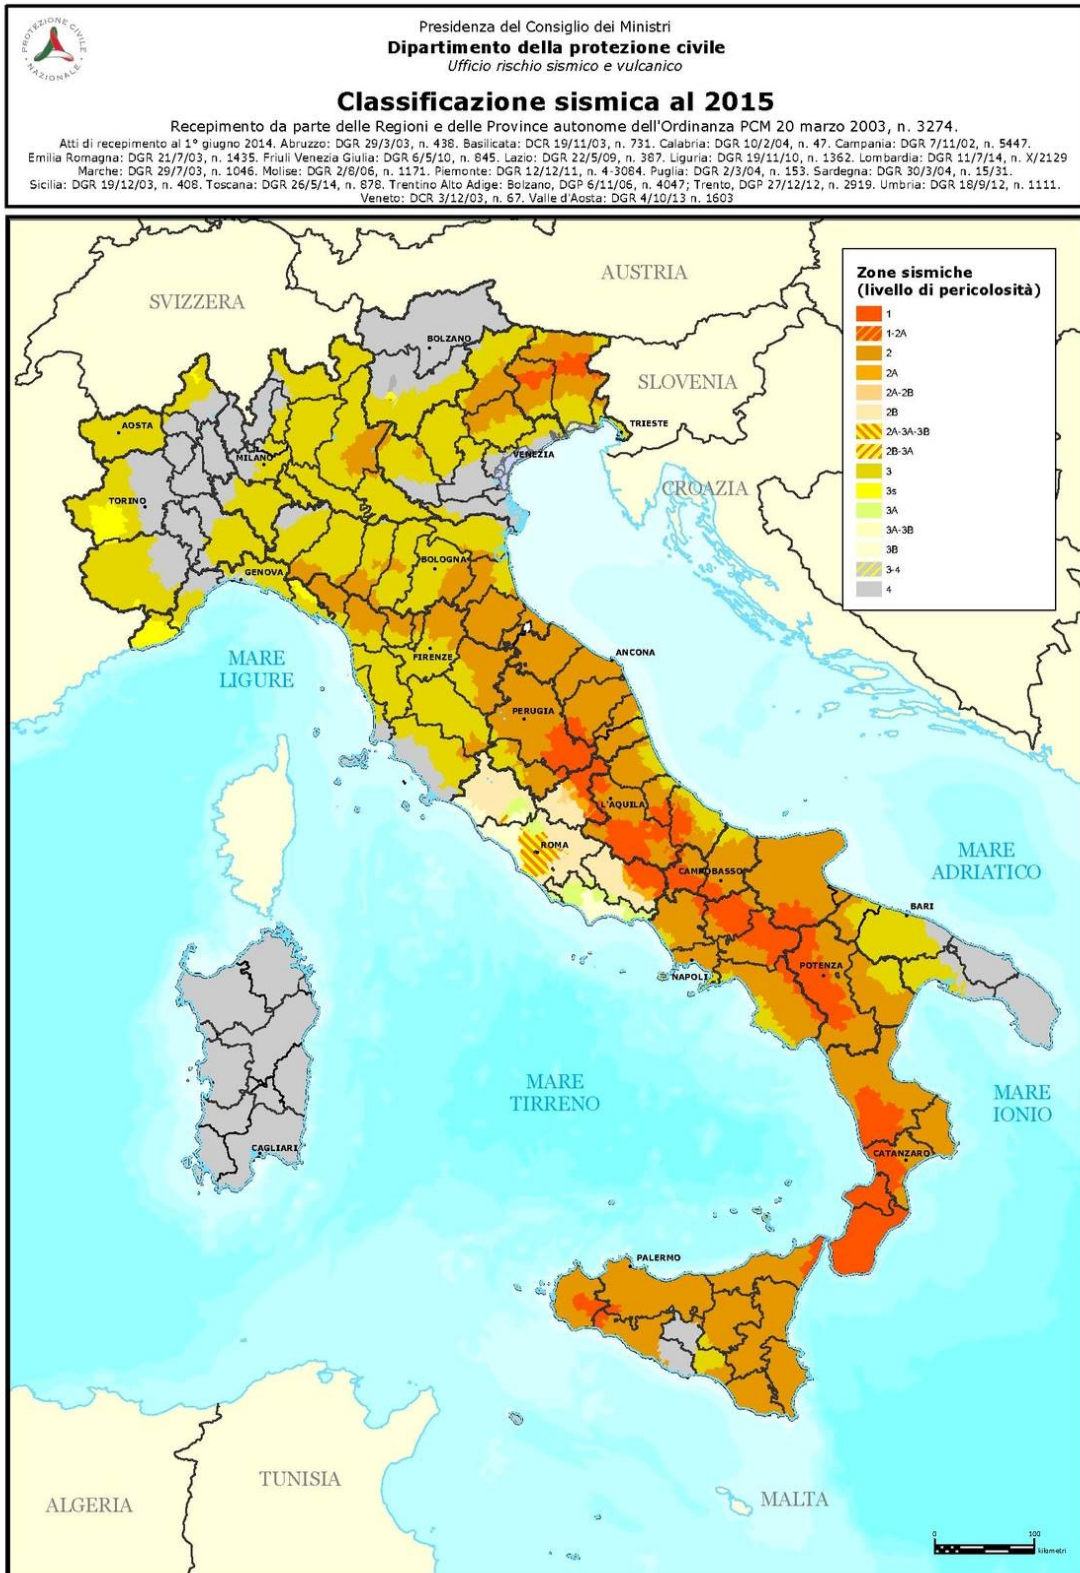 PROTEZIONE CIVILE
NAZIONALE
Presidenza del Consiglio dei Ministri
Dipartimento della protezione civile
Ufficio rischio sismico e vulcanico
Classificazione sismica al 2015
Recepimento da parte delle Regioni e delle Province autonome dell'Ordinanza PCM 20 marzo 2003, n. 3274.
Atti di recepimento al 1° giugno 2014. Abruzzo: DGR 29/3/03, n. 438. Basilicata: DCR 19/11/03, n. 731. Calabria: DGR 10/2/04, n. 47. Campania: DGR 7/11/02, n. 5447.
Emilia Romagna: DGR 21/7/03, n. 1435. Friuli Venezia Giulia: DGR 6/5/10, n. 845. Lazio: DGR 22/5/09, n. 387. Liguria: DGR 19/11/10, n. 1362. Lombardia: DGR 11/7/14, n. X/2129
Marche: DGR 29/7/03, n. 1046. Molise: DGR 2/8/06, n. 1171. Piemonte: DGR 12/12/11, n. 4-3084. Puglia: DGR 2/3/04, n. 153. Sardegna: DGR 30/3/04, n. 15/31.
Sicilia: DGR 19/12/03, n. 408. Toscana: DGR 26/5/14, n. 878. Trentino Alto Adige: Bolzano, DGP 6/11/06, n. 4047; Trento, DGP 27/12/12, n. 2919. Umbria: DGR 18/9/12, n. 1111.
Veneto: DCR 3/12/03, n. 67. Valle d'Aosta: DGR 4/10/13 n. 1603
Zone sismiche
(livello di pericolosità)
1
1-2A
2
2A
2A-2B
2B
2A-3A-3B
2B-3A
3
3s
3A
3A-3B
3B
3-4
4
AUSTRIA
SVIZZERA
BOLZANO
SLOVENIA
AOSTA
TRIESTE
MILANO
VENEZIA
CROAZIA
TORINO
BOLOGNA
GENOVA
ANCONA
FIRENZE
MARE
LIGURE
PERUGIA
L'AQUILA
ROMA
MARE
ADRIATICO
CAMPOBASSO
BARI
POTENZA
NAPOLI
MARE
TIRRENO
MARE
IONIO
CAGLIARI
CATANZARO
PALERMO
TUNISIA
ALGERIA
MALTA
0 100
kilometri